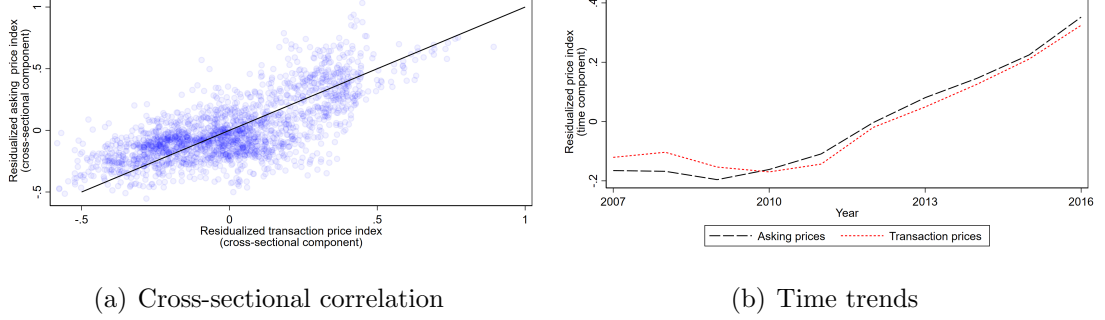 Residualized asking price index
(cross-sectional component)
1
.5
0
-.5
-.5
0
.5
1
Residualized transaction price index
(cross-sectional component)
(a) Cross-sectional correlation
Residualized price index
(time component)
.4
.2
0
-.2
2007
2010
2013
2016
Year
Asking prices
Transaction prices
(b) Time trends